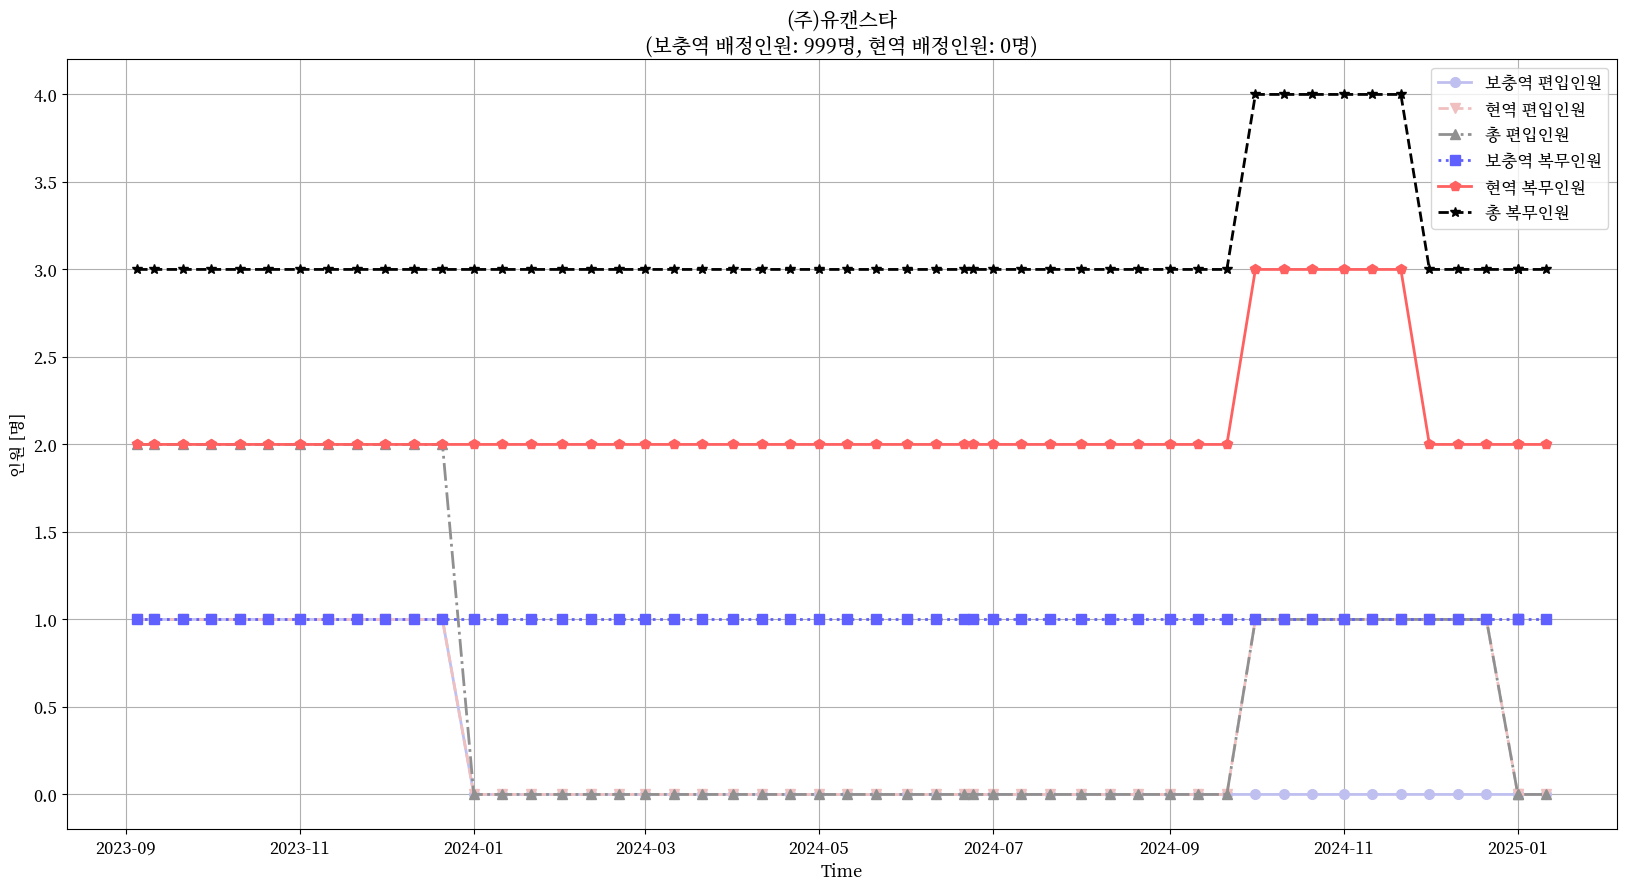 (주)유캔스타
(보충역 배정인원: 999명, 현역 배정인원: 0명)
보충역 편입인원
현역 편입인원
총 편입인원
보충역 복무인원
현역 복무인원
총 복무인원
4.0
3.5
3.0
2.5
2.0
1.5
1.0
0.5
0.0
인원 [명]
2023-09
2023-11
2024-01
2024-03
2024-05
2024-07
2024-09
2024-11
2025-01
Time